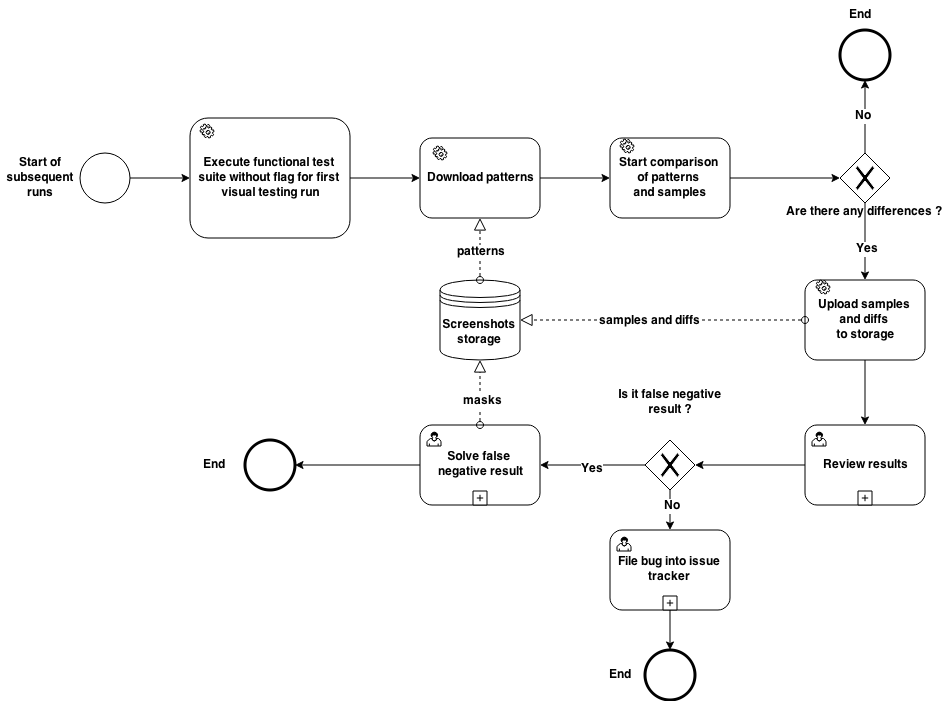 End
No
Start of
subsequent
runs
Execute functional test
suite without flag for first
visual testing run
Download patterns
Start comparison
of patterns
and samples
Are there any differences ?
Yes
patterns
Screenshots
storage
samples and diffs
Upload samples
and diffs
to storage
masks
Is it false negative
result ?
End
Solve false
negative result
Yes
Review results
No
File bug into issue
tracker
End